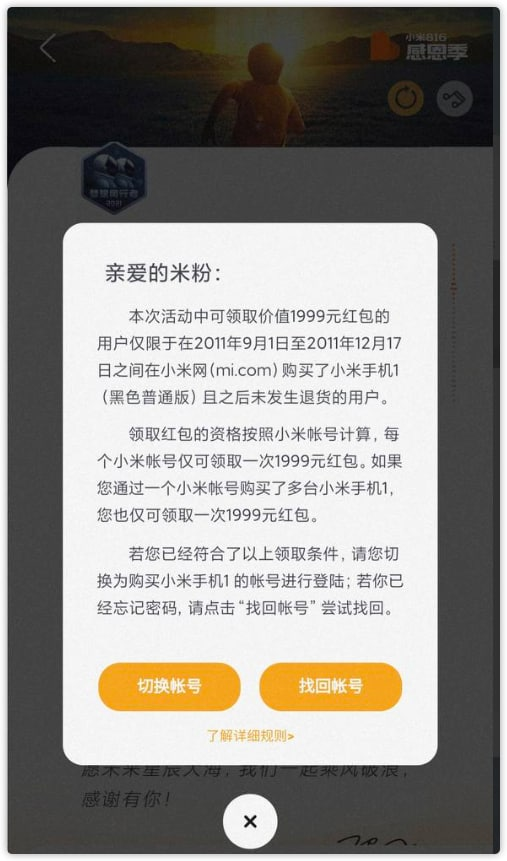 小米816
感恩季
梦想同行者
2021
亲爱的米粉：
本次活动中可领取价值1999元红包的
用户仅限于在2011年9月1日至2011年12月17
日之间在小米网(mi.com) 购买了小米手机1
（黑色普通版）且之后未发生退货的用户。
领取红包的资格按照小米帐号计算, 每
个小米帐号仅可领取一次1999元红包。如果
您通过一个小米帐号购买了多台小米手机1,
您也仅可领取一次1999元红包。
若您已经符合了以上领取条件, 请您切
换为购买小米手机1 的帐号进行登陆; 若你已
经忘记密码, 请点击“找回帐号”尝试找回。
切换帐号
找回帐号
了解详细规则>
愿未来星辰大海, 我们一起乘风破浪,
感谢有你!